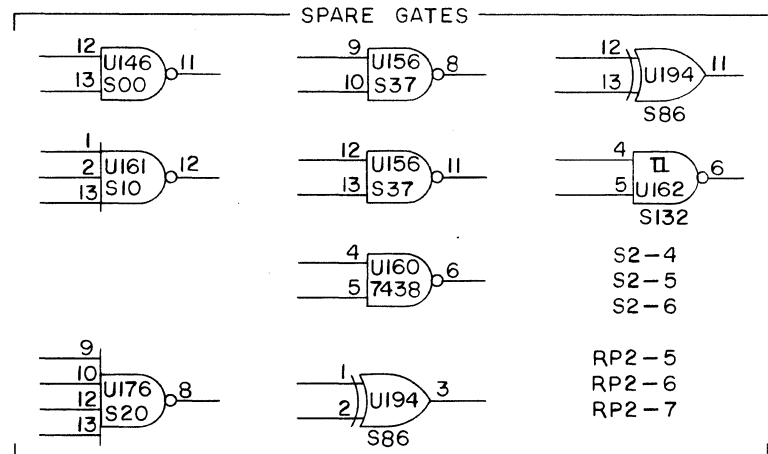 SPARE GATES
12 U146 11
13 S00
9 U156 8
10 S37
12 U194 11
13
S86
1
2 U161 12
13 S10
12 U156 11
13 S37
4 6
5 U162
S132
4 U160 6
5 7438
S2-4
S2-5
S2-6
9
10 U176 8
12 S20
13
1 U194 3
2
S86
RP2-5
RP2-6
RP2-7